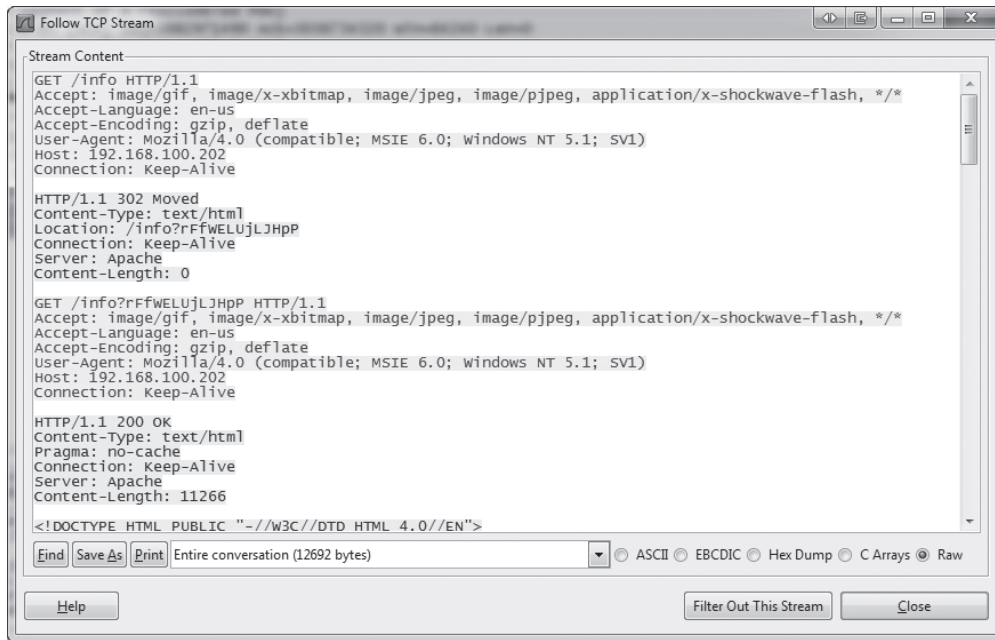 Follow TCP Stream
Stream Content
GET /info HTTP/1.1
Accept: image/gif, image/x-xbitmap, image/jpeg, image/pjpeg, application/x-shockwave-flash, */*
Accept-Language: en-us
Accept-Encoding: gzip, deflate
User-Agent: Mozilla/4.0 (compatible; MSIE 6.0; Windows NT 5.1; SV1)
Host: 192.168.100.202
Connection: Keep-Alive
HTTP/1.1 302 Moved
Content-Type: text/html
Location: /info?rFfWELUjLJHpP
Connection: Keep-Alive
Server: Apache
Content-Length: 0
GET /info?rFfWELUjLJHpP HTTP/1.1
Accept: image/gif, image/x-xbitmap, image/jpeg, image/pjpeg, application/x-shockwave-flash, */*
Accept-Language: en-us
Accept-Encoding: gzip, deflate
User-Agent: Mozilla/4.0 (compatible; MSIE 6.0; Windows NT 5.1; SV1)
Host: 192.168.100.202
Connection: Keep-Alive
HTTP/1.1 200 OK
Content-Type: text/html
Pragma: no-cache
Connection: Keep-Alive
Server: Apache
Content-Length: 11266
<!DOCTYPE HTML PUBLIC "-//W3C//DTD HTML 4.0//EN">
Find Save As Print Entire conversation (12692 bytes) ASCII EBCDIC Hex Dump C Arrays Raw
Help Filter Out This Stream Close